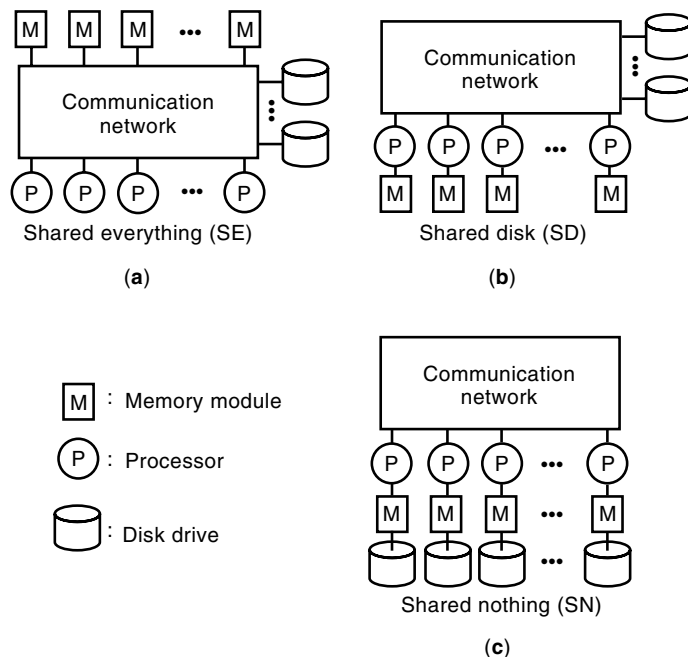 M M M ••• M
Communication
network
P P P P ••• P
Shared everything (SE)
(a)
Communication
network
P P P ••• P
M M M M
Shared disk (SD)
(b)
M : Memory module
P : Processor
: Disk drive
Communication
network
P P P ••• P
M M M ••• M
•••
Shared nothing (SN)
(c)